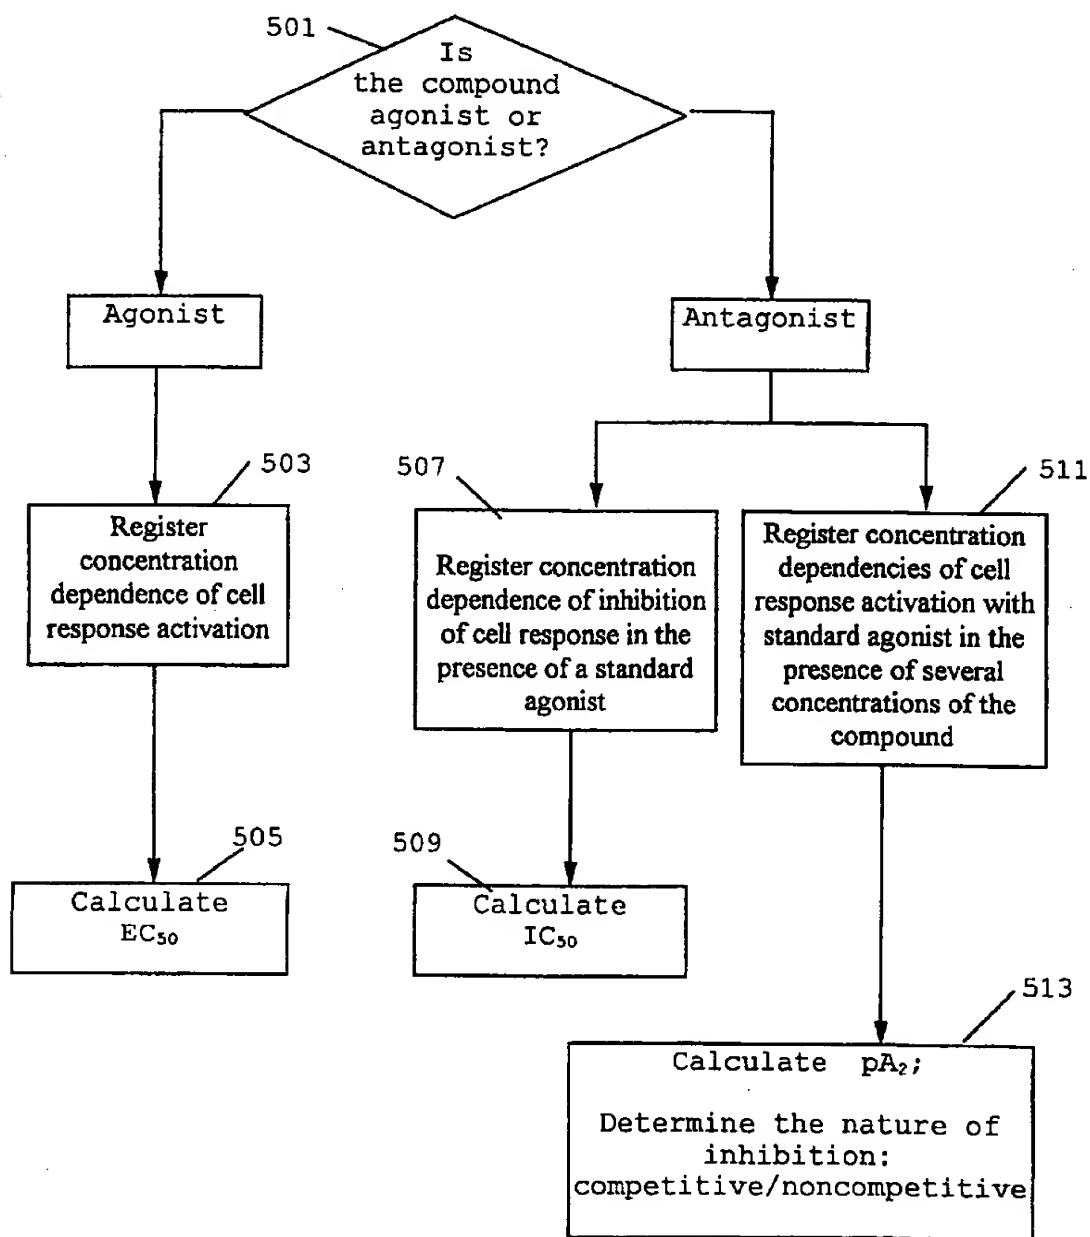 501
Is
the compound
agonist or
antagonist?
Agonist
Antagonist
503
Register
concentration
dependence of cell
response activation
507
Register concentration
dependence of inhibition
of cell response in the
presence of a standard
agonist
511
Register concentration
dependencies of cell
response activation with
standard agonist in the
presence of several
concentrations of the
compound
505
Calculate
EC₅₀
509
Calculate
IC₅₀
513
Calculate pA₂;
Determine the nature of
inhibition:
competitive/noncompetitive